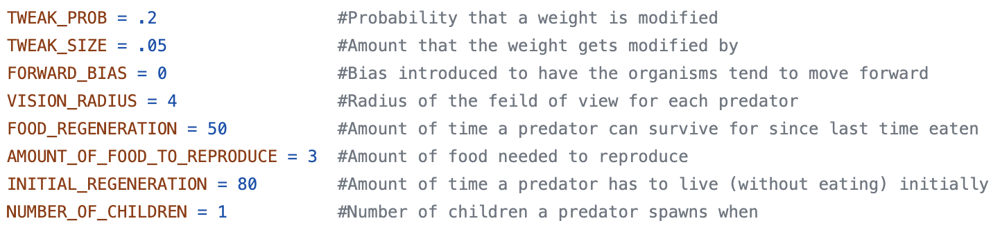 TWEAK_PROB = .2 #Probability that a weight is modified
TWEAK_SIZE = .05 #Amount that the weight gets modified by
FORWARD_BIAS = 0 #Bias introduced to have the organisms tend to move forward
VISION_RADIUS = 4 #Radius of the feild of view for each predator
FOOD_REGENERATION = 50 #Amount of time a predator can survive for since last time eaten
AMOUNT_OF_FOOD_TO_REPRODUCE = 3 #Amount of food needed to reproduce
INITIAL_REGENERATION = 80 #Amount of time a predator has to live (without eating) initially
NUMBER_OF_CHILDREN = 1 #Number of children a predator spawns when